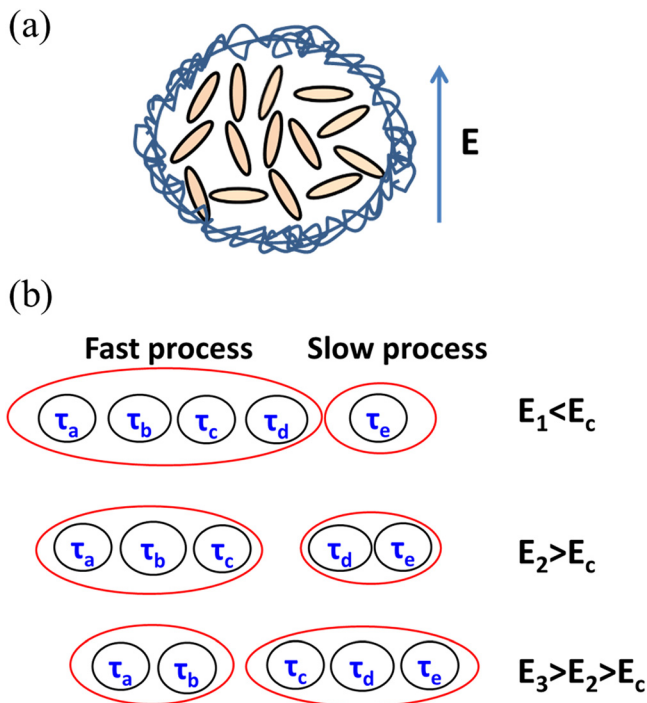 (a)
E
(b)
Fast process Slow process
τa τb τc τd τe E1<Ec
τa τb τc τd τe E2>Ec
τa τb τc τd τe E3>E2>Ec